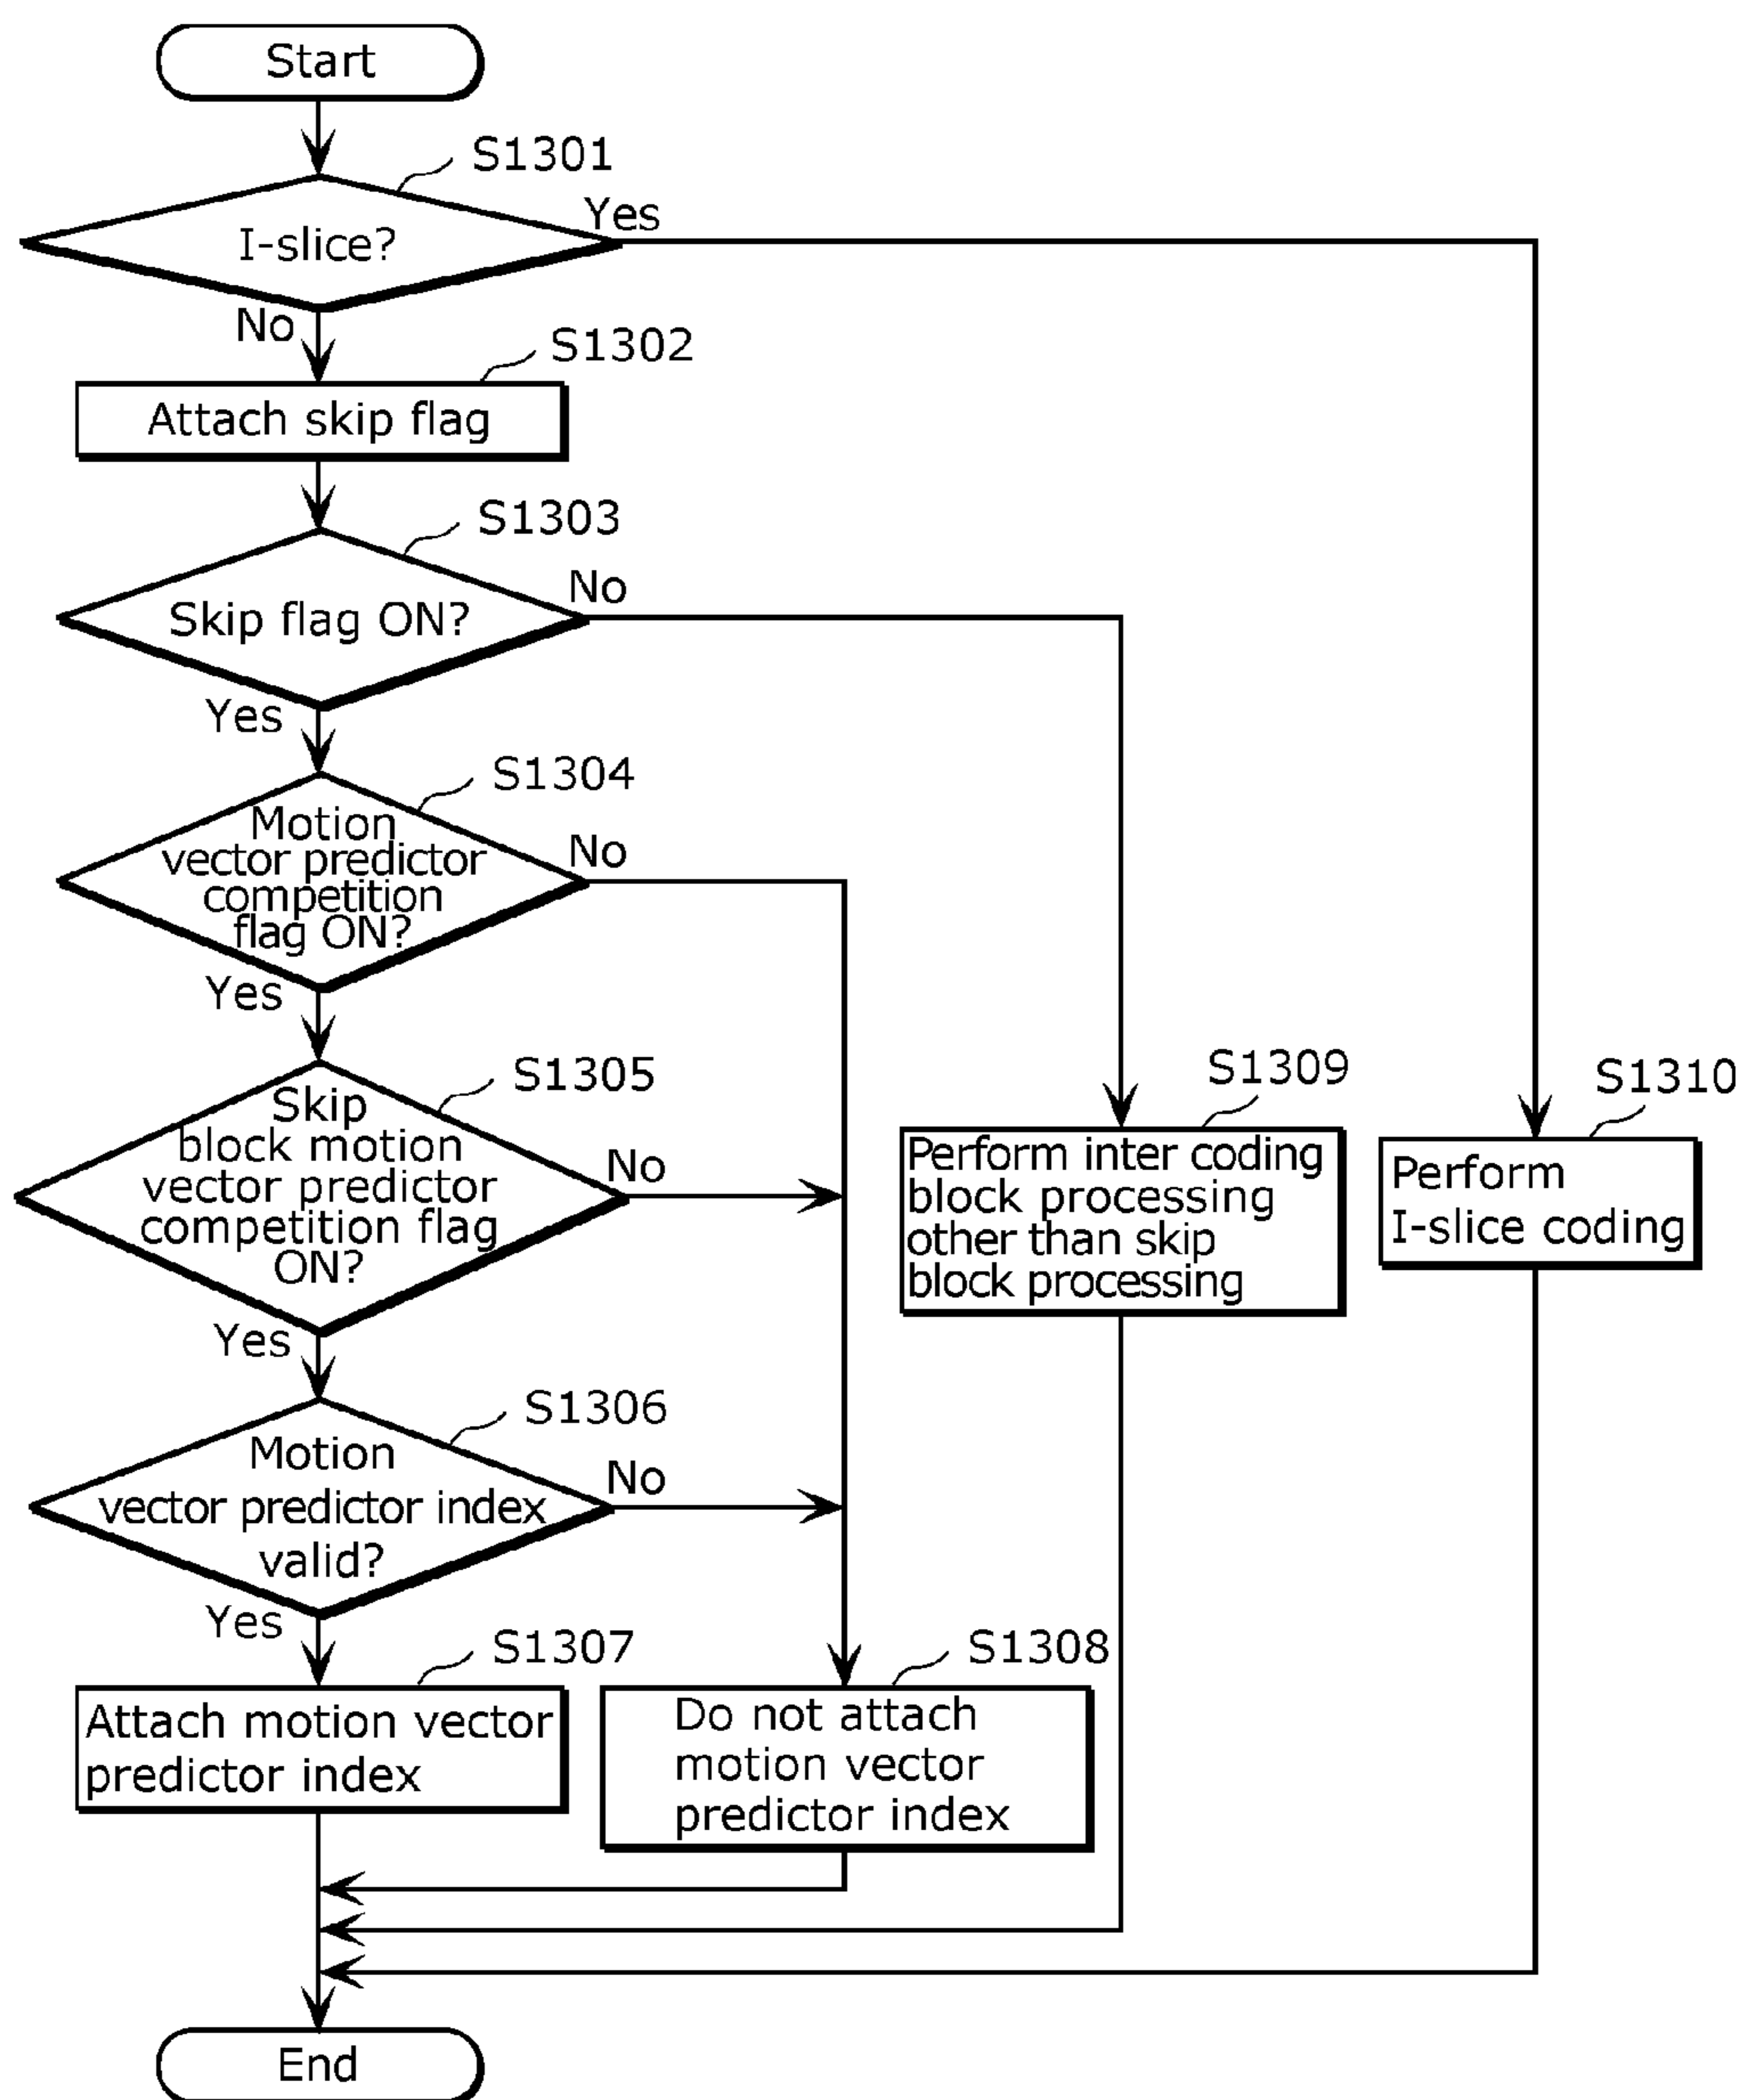 Start
S1301
Yes
I-slice?
No
S1302
Attach skip flag
S1303
No
Skip flag ON?
Yes
S1304
Motion
vector predictor
competition
flag ON?
No
Yes
S1305
Skip
block motion
vector predictor
competition flag
ON?
No
Yes
S1309
Perform inter coding
block processing
other than skip
block processing
S1310
Perform
I-slice coding
S1306
Motion
vector predictor index
valid?
No
Yes
S1307
Attach motion vector
predictor index
S1308
Do not attach
motion vector
predictor index
End